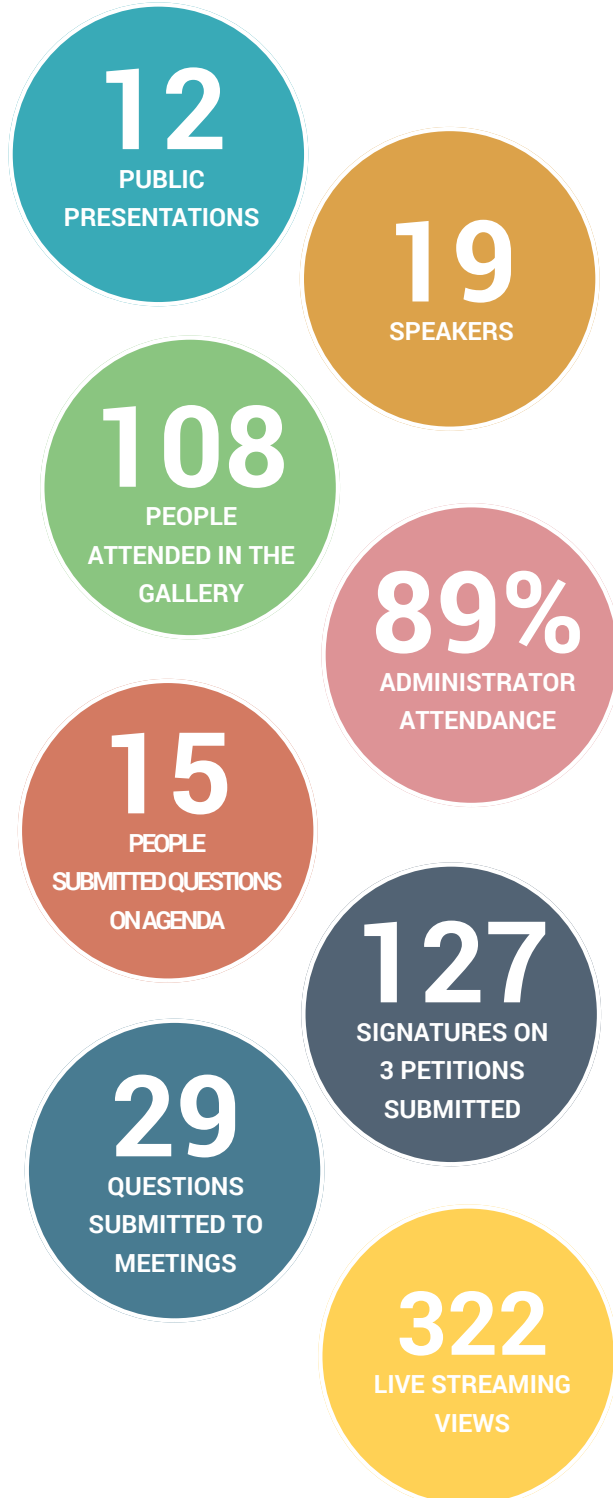 12
PUBLIC
PRESENTATIONS
19
SPEAKERS
108
PEOPLE
ATTENDED IN THE
GALLERY
89%
ADMINISTRATOR
ATTENDANCE
15
PEOPLE
SUBMITTED QUESTIONS
ON AGENDA
127
SIGNATURES ON
3 PETITIONS
SUBMITTED
29
QUESTIONS
SUBMITTED TO
MEETINGS
322
LIVE STREAMING
VIEWS